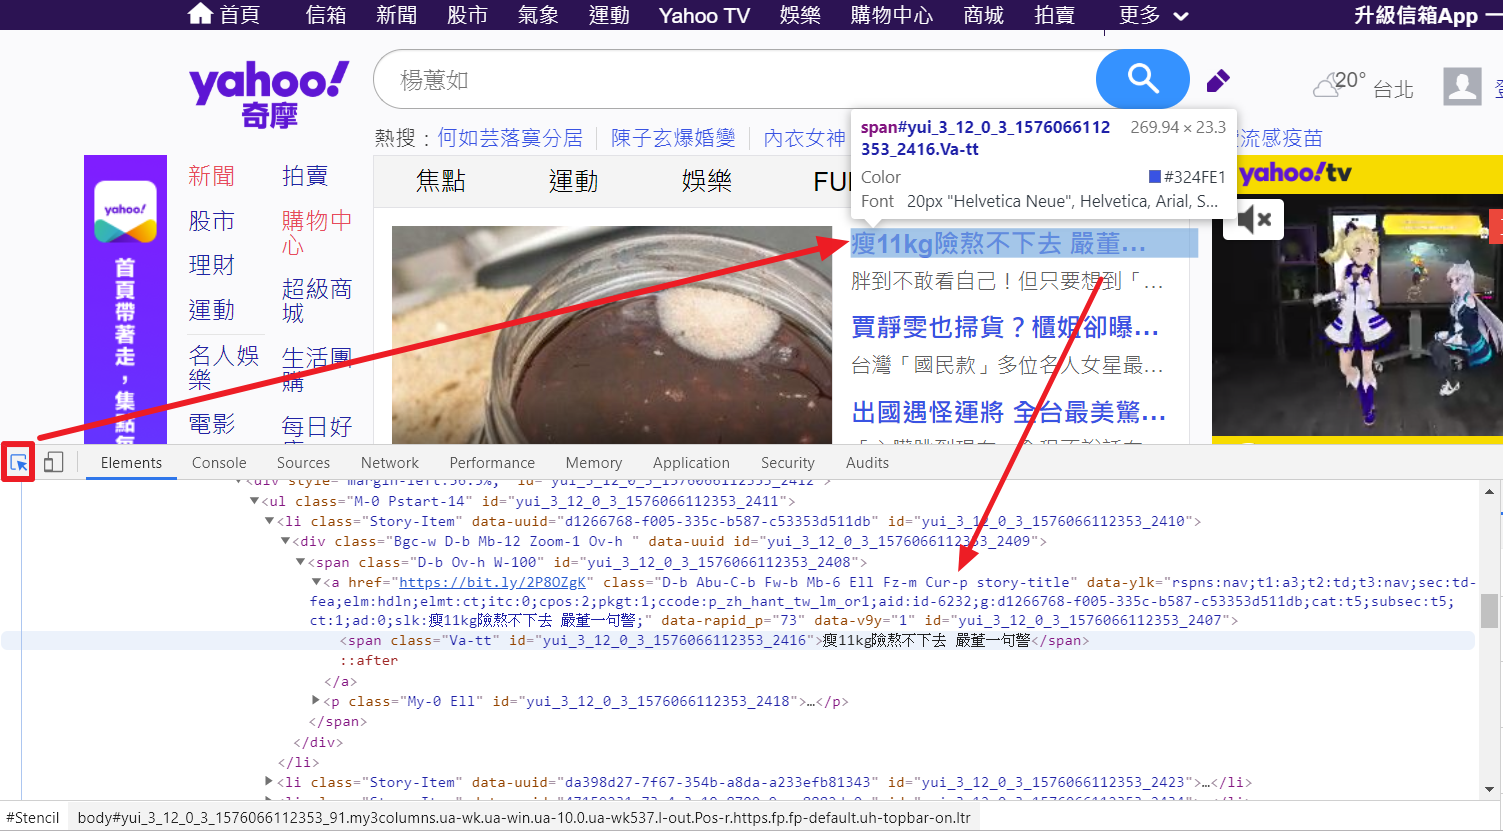 首頁 信箱 新聞 股市 氣象 運動 Yahoo TV 娛樂 購物中心 商城 拍賣 更多 升級信箱App
yahoo!
奇摩
楊蕙如
20° 台北
熱搜： 何如芸落寞分居 陳子玄爆婚變 內衣女神 流感疫苗
span#yui_3_12_0_3_1576066112 269.94 × 23.3
353_2416.Va-tt
Color #324FE1
Font 20px "Helvetica Neue", Helvetica, Arial, S...
yahoo!
首頁帶著走，集點
新聞 拍賣
股市 購物中
心
理財
超級商
城
運動
名人娛
樂
生活團
購
電影 每日好
焦點 運動 娛樂 FU
瘦11kg險熬不下去 嚴董...
胖到不敢看自己！但只要想到「...
賈靜雯也掃貨？櫃姐卻曝...
台灣「國民款」多位名人女星最...
出國遇怪運將 全台最美驚...
yahoo!tv
Elements Console Sources Network Performance Memory Application Security Audits
<div style="margin-left:36.5%;" id="yui_3_12_0_3_1576066112353_2412">
<ul class="M-0 Pstart-14" id="yui_3_12_0_3_1576066112353_2411">
<li class="Story-Item" data-uuid="d1266768-f005-335c-b587-c53353d511db" id="yui_3_12_0_3_1576066112353_2410">
<div class="Bgc-w D-b Mb-12 Zoom-1 Ov-h " data-uuid id="yui_3_12_0_3_1576066112353_2409">
<span class="D-b Ov-h W-100" id="yui_3_12_0_3_1576066112353_2408">
<a href="https://bit.ly/2P8OZgK" class="D-b Abu-C-b Fw-b Mb-6 Ell Fz-m Cur-p story-title" data-ylk="rspns:nav;t1:a3;t2:td;t3:nav;sec:td-
fea;elm:hdln;elmt:ct;itc:0;cpos:2;pkgt:1;ccode:p_zh_hant_tw_lm_or1;aid:id-6232;g:d1266768-f005-335c-b587-c53353d511db;cat:t5;subsec:t5;
ct:1;ad:0;slk:瘦11kg險熬不下去 嚴董一句警;" data-rapid_p="73" data-v9y="1" id="yui_3_12_0_3_1576066112353_2407">
<span class="Va-tt" id="yui_3_12_0_3_1576066112353_2416">瘦11kg險熬不下去 嚴董一句警</span>
::after
</a>
<p class="My-0 Ell" id="yui_3_12_0_3_1576066112353_2418">…</p>
</span>
</div>
</li>
<li class="Story-Item" data-uuid="da398d27-7f67-354b-a8da-a233efb81343" id="yui_3_12_0_3_1576066112353_2423">…</li>
#Stencil body#yui_3_12_0_3_1576066112353_91.my3columns.ua-wk.ua-win.ua-10.0.ua-wk537.l-out.Pos-r.https.fp.fp-default.uh-topbar-on.ltr